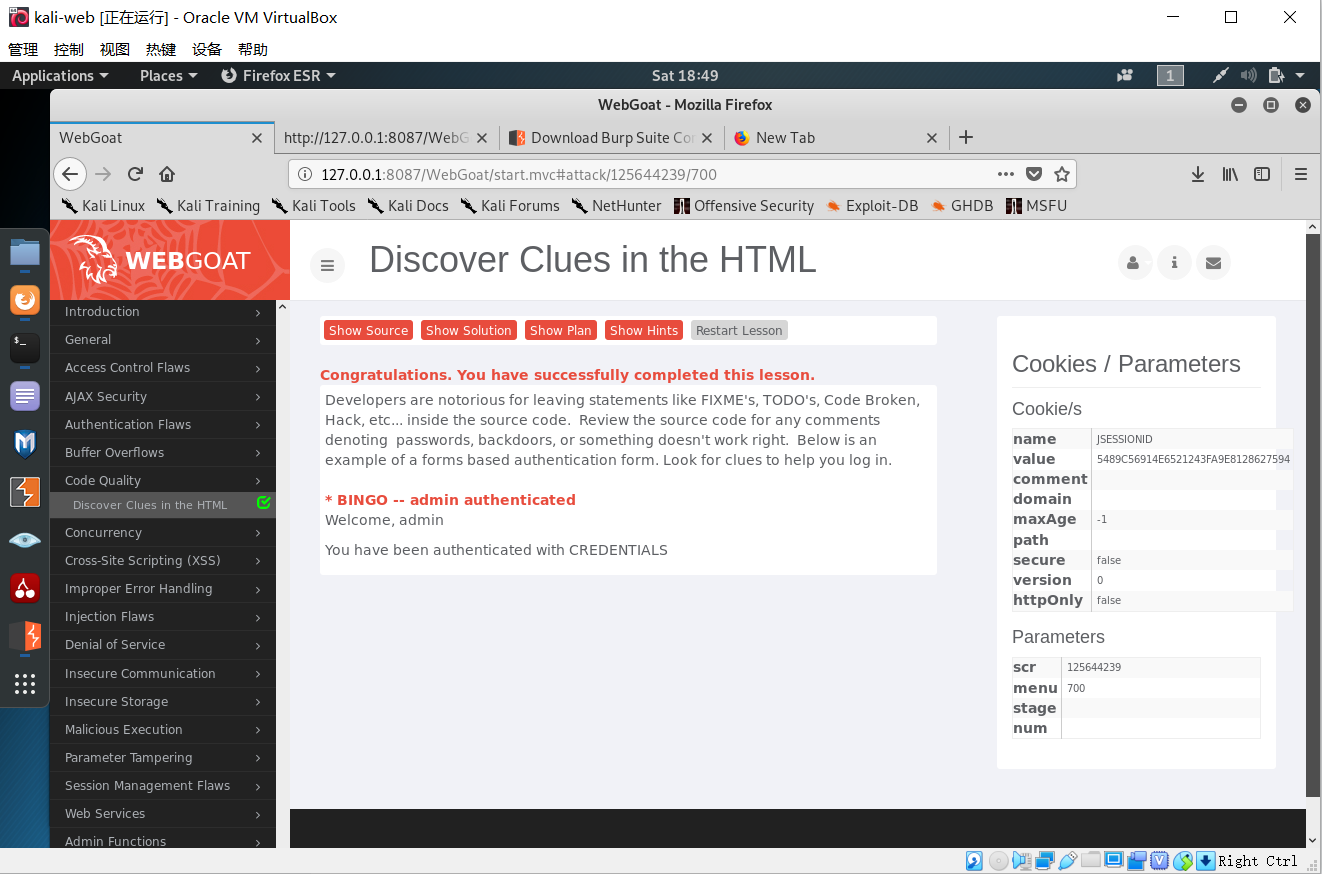 kali-web [正在运行] - Oracle VM VirtualBox
管理 控制 视图 热键 设备 帮助
Applications Places Firefox ESR Sat 18:49 1
WebGoat - Mozilla Firefox
WebGoat http://127.0.0.1:8087/WebG Download Burp Suite Cor New Tab
127.0.0.1:8087/WebGoat/start.mvc#attack/125644239/700
Kali Linux Kali Training Kali Tools Kali Docs Kali Forums NetHunter Offensive Security Exploit-DB GHDB MSFU
WEBGOAT
Discover Clues in the HTML
Introduction
General
Access Control Flaws
AJAX Security
Authentication Flaws
Buffer Overflows
Code Quality
Discover Clues in the HTML
Concurrency
Cross-Site Scripting (XSS)
Improper Error Handling
Injection Flaws
Denial of Service
Insecure Communication
Insecure Storage
Malicious Execution
Parameter Tampering
Session Management Flaws
Web Services
Admin Functions
Show Source Show Solution Show Plan Show Hints Restart Lesson
Congratulations. You have successfully completed this lesson.
Developers are notorious for leaving statements like FIXME's, TODO's, Code Broken,
Hack, etc... inside the source code. Review the source code for any comments
denoting passwords, backdoors, or something doesn't work right. Below is an
example of a forms based authentication form. Look for clues to help you log in.
* BINGO -- admin authenticated
Welcome, admin
You have been authenticated with CREDENTIALS
Cookies / Parameters
Cookie/s
name JSESSIONID
value 5489C56914E6521243FA9E8128627594
comment
domain
maxAge -1
path
secure false
version 0
httpOnly false
Parameters
scr 125644239
menu 700
stage
num
Right Ctrl